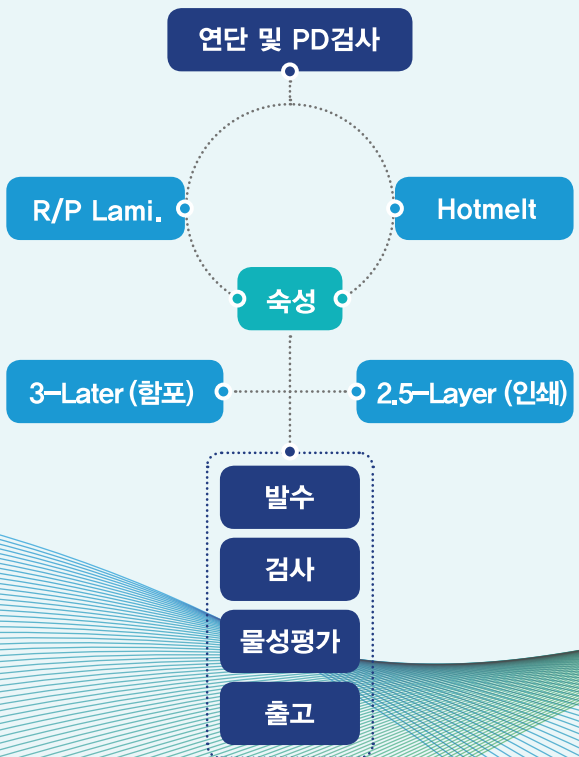 연단 및 PD검사
R/P Lami.
Hotmelt
숙성
3-Later (함포)
2.5-Layer (인쇄)
발수
검사
물성평가
출고